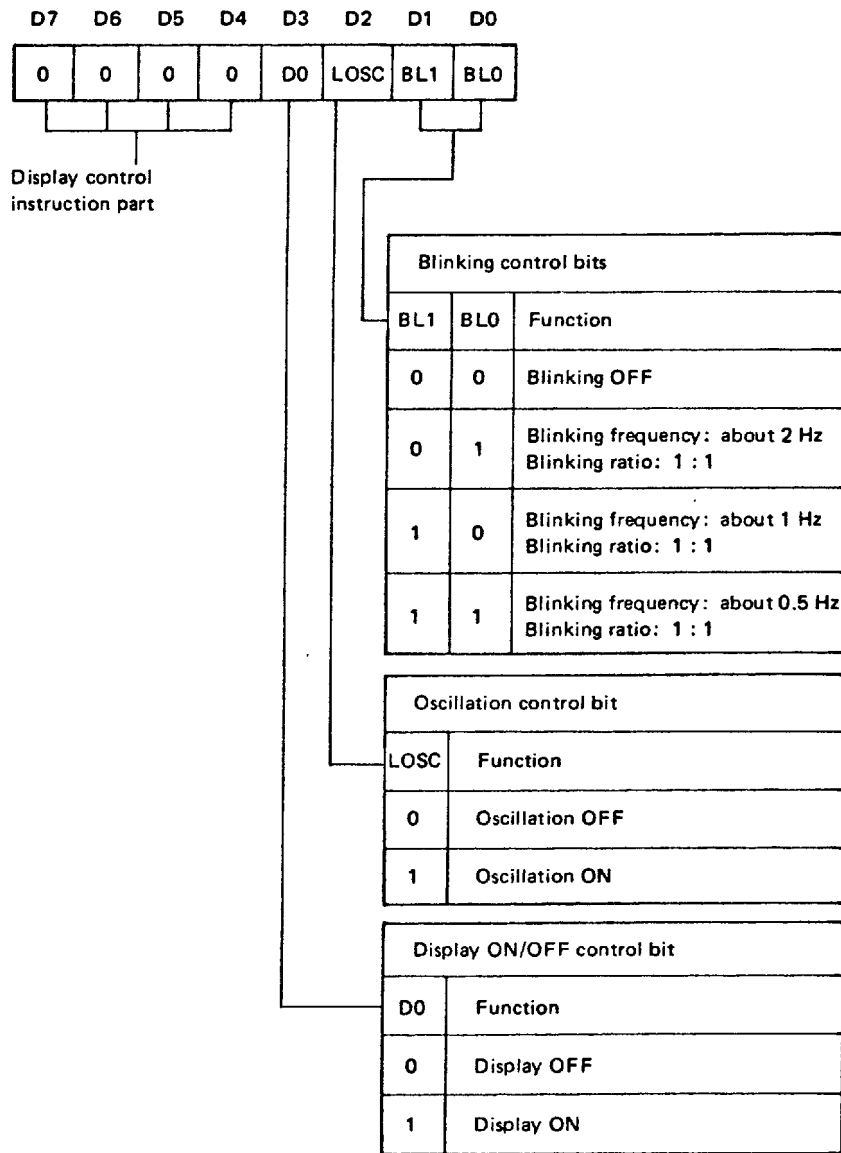 D7 D6 D5 D4 D3 D2 D1 D0
0 0 0 0 D0 LOSC BL1 BL0
Display control
instruction part
Blinking control bits
BL1 BL0 Function
0 0 Blinking OFF
0 1 Blinking frequency: about 2 Hz
Blinking ratio: 1 : 1
1 0 Blinking frequency: about 1 Hz
Blinking ratio: 1 : 1
1 1 Blinking frequency: about 0.5 Hz
Blinking ratio: 1 : 1
Oscillation control bit
LOSC Function
0 Oscillation OFF
1 Oscillation ON
Display ON/OFF control bit
D0 Function
0 Display OFF
1 Display ON